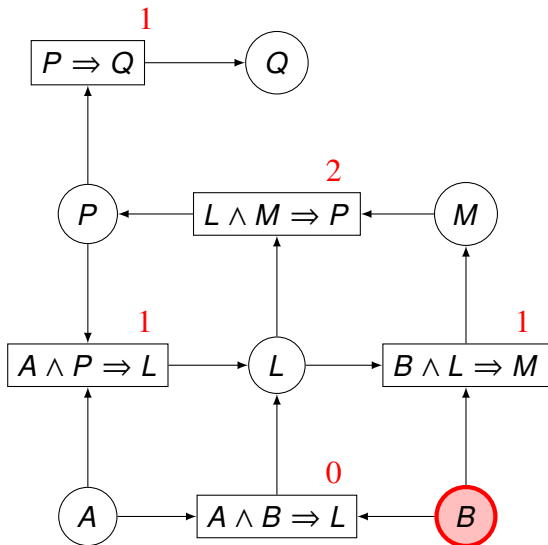 1
P ⇒ Q
Q
2
P
L ∧ M ⇒ P
M
1
1
A ∧ P ⇒ L
L
B ∧ L ⇒ M
0
A
A ∧ B ⇒ L
B